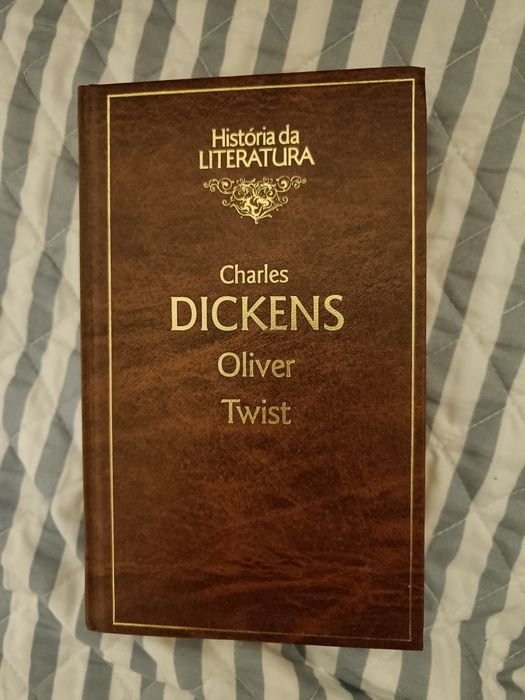 História da
LITERATURA
Charles
DICKENS
Oliver
Twist